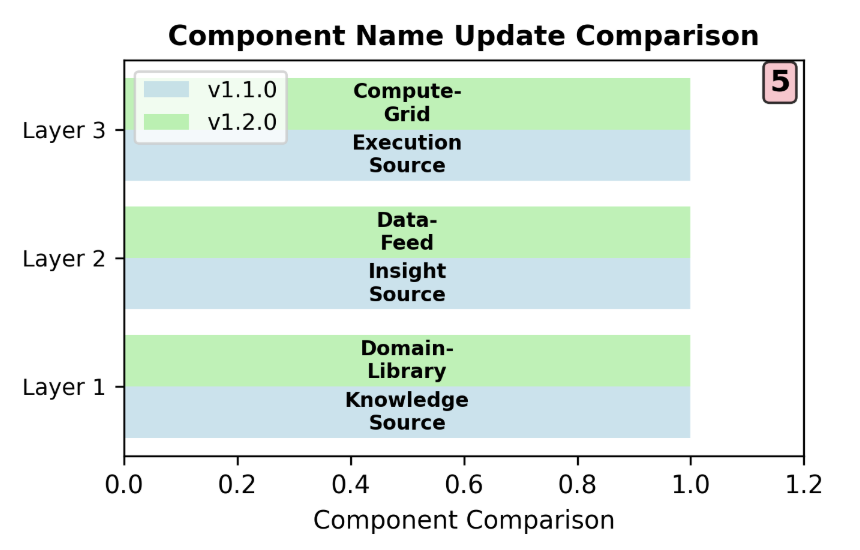 Component Name Update Comparison
5
v1.1.0
v1.2.0
Layer 3
Compute-
Grid
Execution
Source
Layer 2
Data-
Feed
Insight
Source
Layer 1
Domain-
Library
Knowledge
Source
0.0 0.2 0.4 0.6 0.8 1.0 1.2
Component Comparison